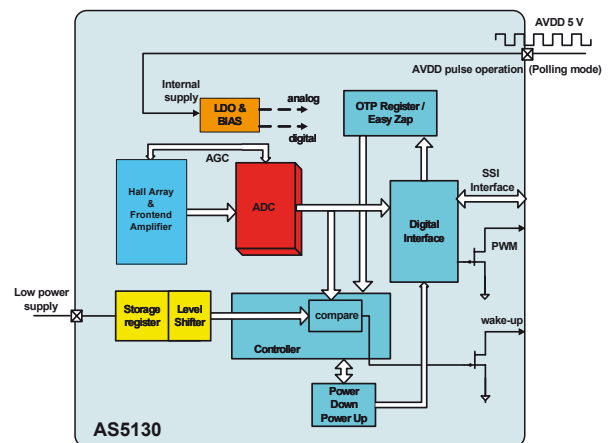 AVDD 5 V
AVDD pulse operation (Polling mode)
Internal
supply
LDO &
BIAS
analog
digital
OTP Register /
Easy Zap
AGC
Hall Array
&
Frontend
Amplifier
ADC
Digital
Interface
SSI
Interface
PWM
Low power
supply
Storage
register
Level
Shifter
compare
Controller
wake-up
Power
Down
Power Up
AS5130